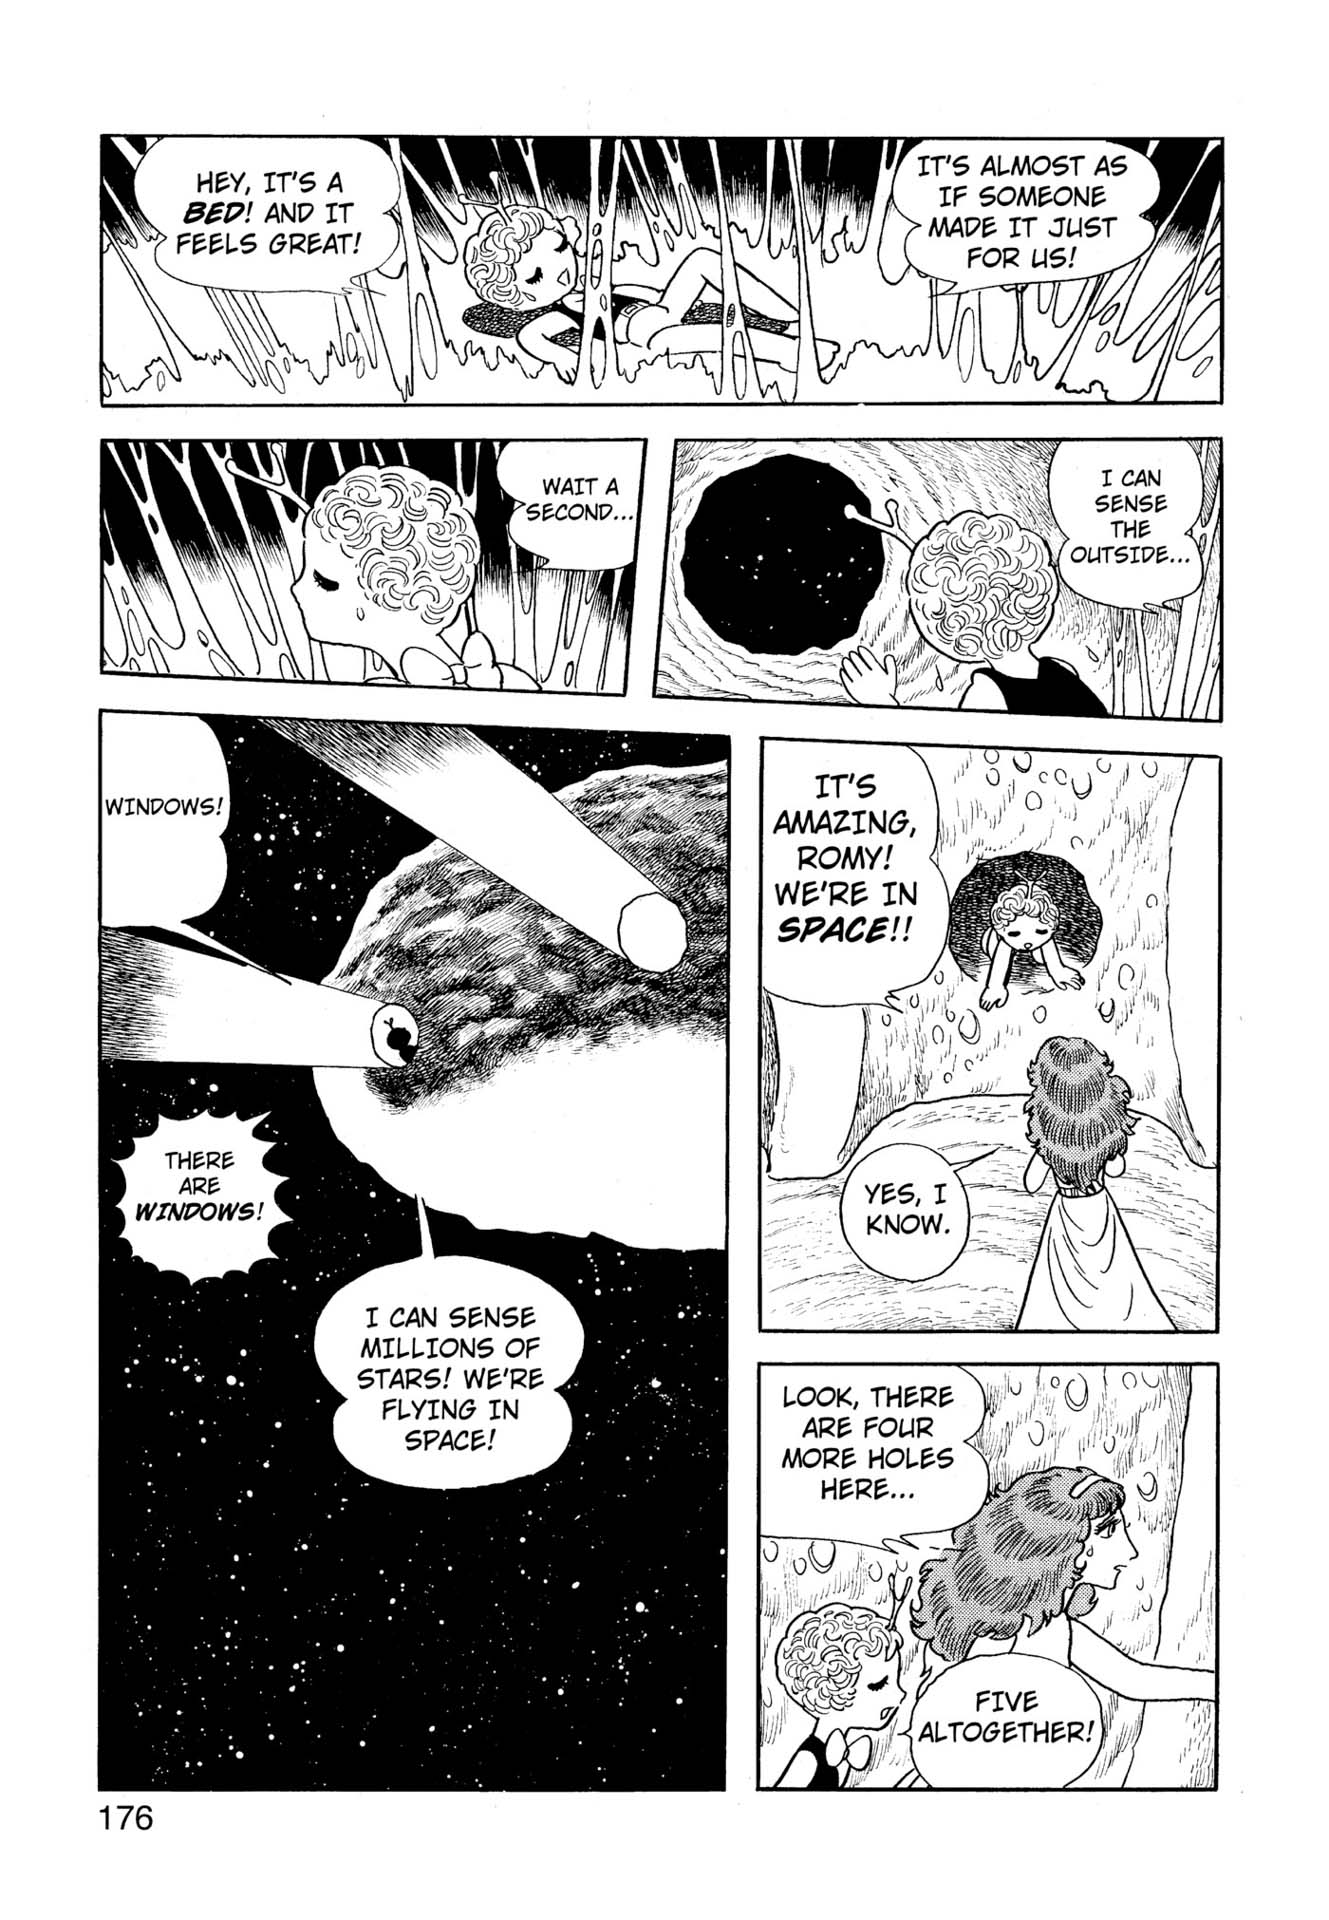 HEY, IT'S A
BED! AND IT
FEELS GREAT!
IT'S ALMOST AS
IF SOMEONE
MADE IT JUST
FOR US!
WAIT A
SECOND...
I CAN
SENSE
THE
OUTSIDE...
WINDOWS!
THERE
ARE
WINDOWS!
I CAN SENSE
MILLIONS OF
STARS! WE'RE
FLYING IN
SPACE!
IT'S
AMAZING,
ROMY!
WE'RE IN
SPACE!!
YES, I
KNOW.
LOOK, THERE
ARE FOUR
MORE HOLES
HERE...
FIVE
ALTOGETHER!
176